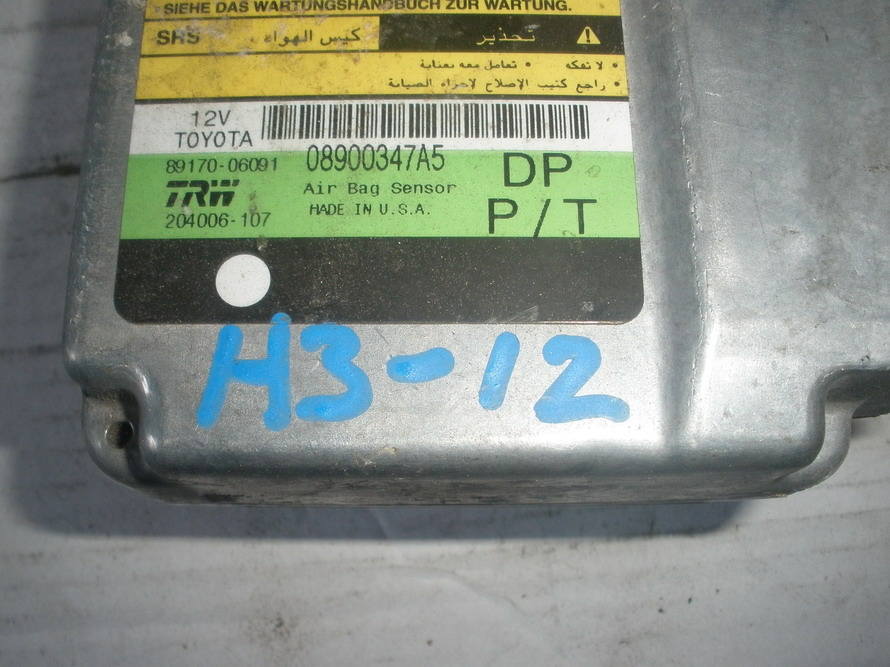 SIEHE DAS WARTUNGSHANDBUCH ZUR WARTUNG.
SRS كيس الهواء تحذير
• لا تفكه • تعامل معه بعناية
• راجع كتيب الإصلاح لإجراء الصيانة
12V
TOYOTA
89170-06091 08900347A5 DP
TRW Air Bag Sensor
204006-107 MADE IN U.S.A. P/T
H3-12